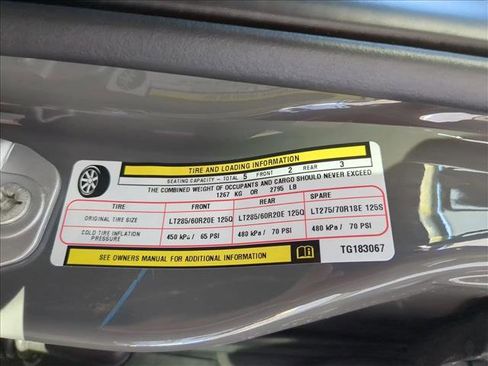 TIRE AND LOADING INFORMATION
SEATING CAPACITY - TOTAL 5 FRONT 2 REAR 3
THE COMBINED WEIGHT OF OCCUPANTS AND CARGO SHOULD NEVER EXCEED
1267 KG OR 2795 LB
TIRE FRONT REAR SPARE
ORIGINAL TIRE SIZE LT285/60R20E 125Q LT285/60R20E 125Q LT275/70R18E 125S
COLD TIRE INFLATION PRESSURE 450 kPa / 65 PSI 480 kPa / 70 PSI 480 kPa / 70 PSI
SEE OWNERS MANUAL FOR ADDITIONAL INFORMATION
TG183067